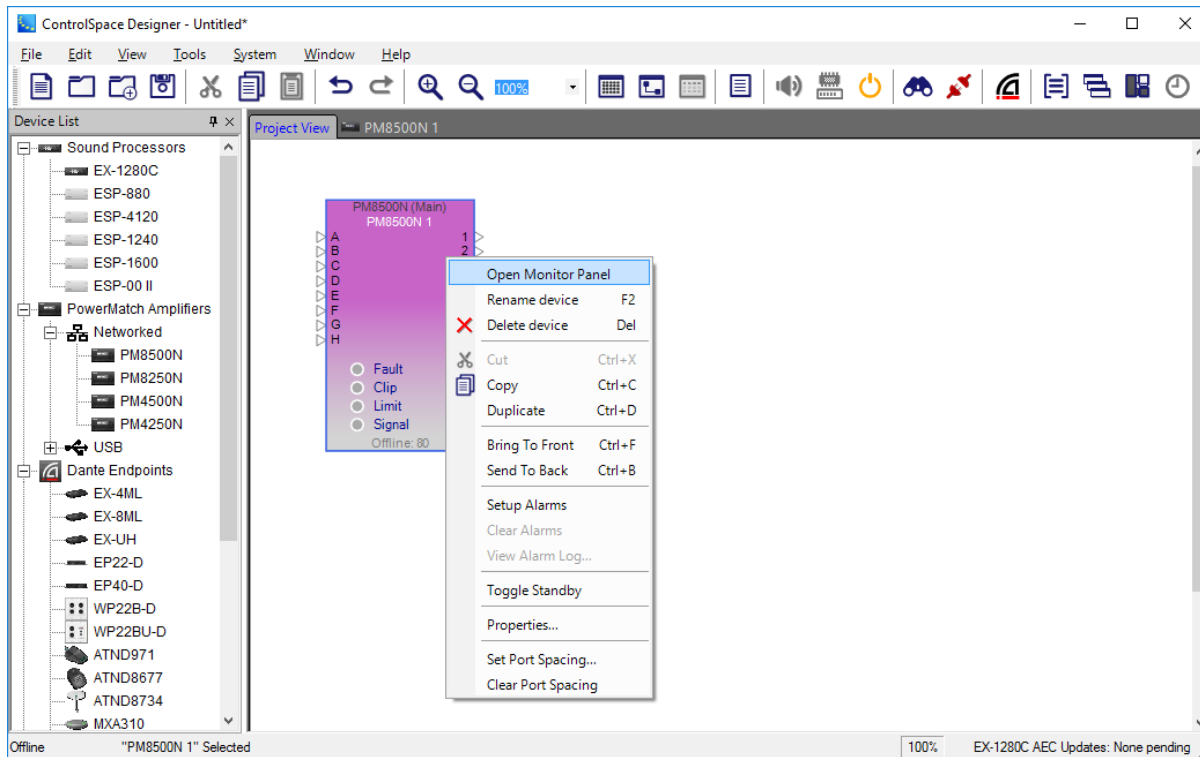 ControlSpace Designer - Untitled*
File Edit View Tools System Window Help
100%
Device List
Project View PM8500N 1
Sound Processors
EX-1280C
ESP-880
ESP-4120
ESP-1240
ESP-1600
ESP-00 II
PowerMatch Amplifiers
Networked
PM8500N
PM8250N
PM4500N
PM4250N
USB
Dante Endpoints
EX-4ML
EX-8ML
EX-UH
EP22-D
EP40-D
WP22B-D
WP22BU-D
ATND971
ATND8677
ATND8734
MXA310
PM8500N (Main)
PM8500N 1
A 1
B 2
C
D
E
F
G
H
Fault
Clip
Limit
Signal
Offline: 80
Open Monitor Panel
Rename device F2
Delete device Del
Cut Ctrl+X
Copy Ctrl+C
Duplicate Ctrl+D
Bring To Front Ctrl+F
Send To Back Ctrl+B
Setup Alarms
Clear Alarms
View Alarm Log...
Toggle Standby
Properties...
Set Port Spacing...
Clear Port Spacing
Offline "PM8500N 1" Selected 100% EX-1280C AEC Updates: None pending